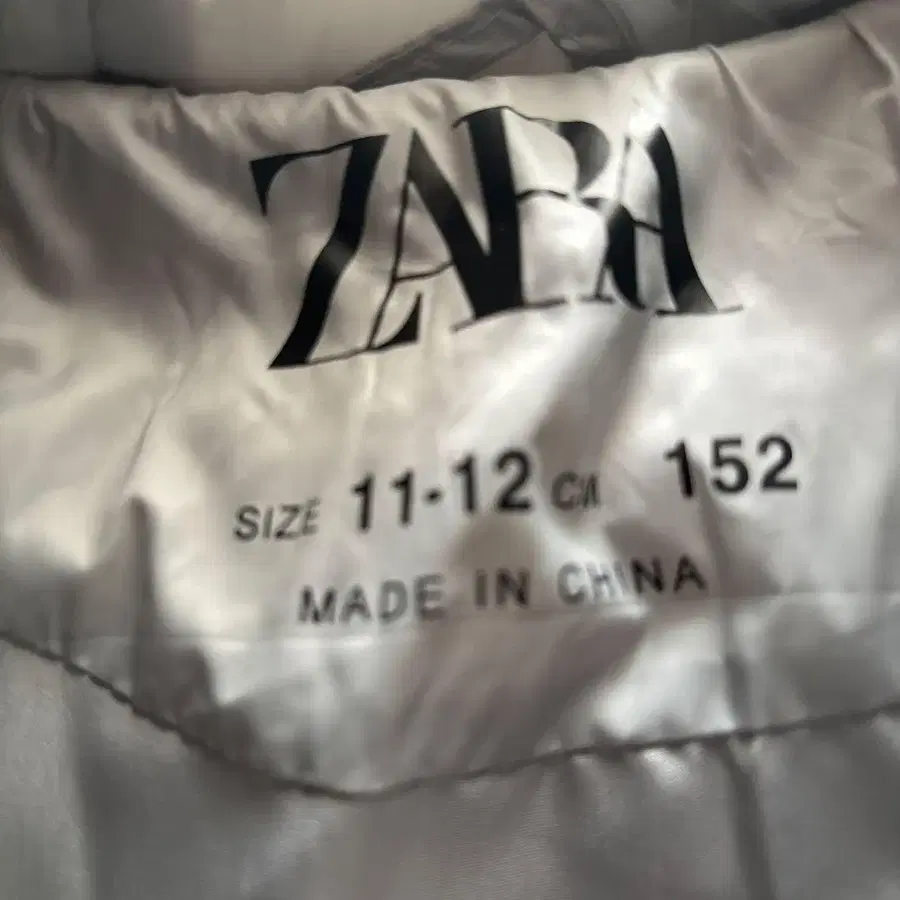 ZARA
SIZE 11-12 CM 152
MADE IN CHINA